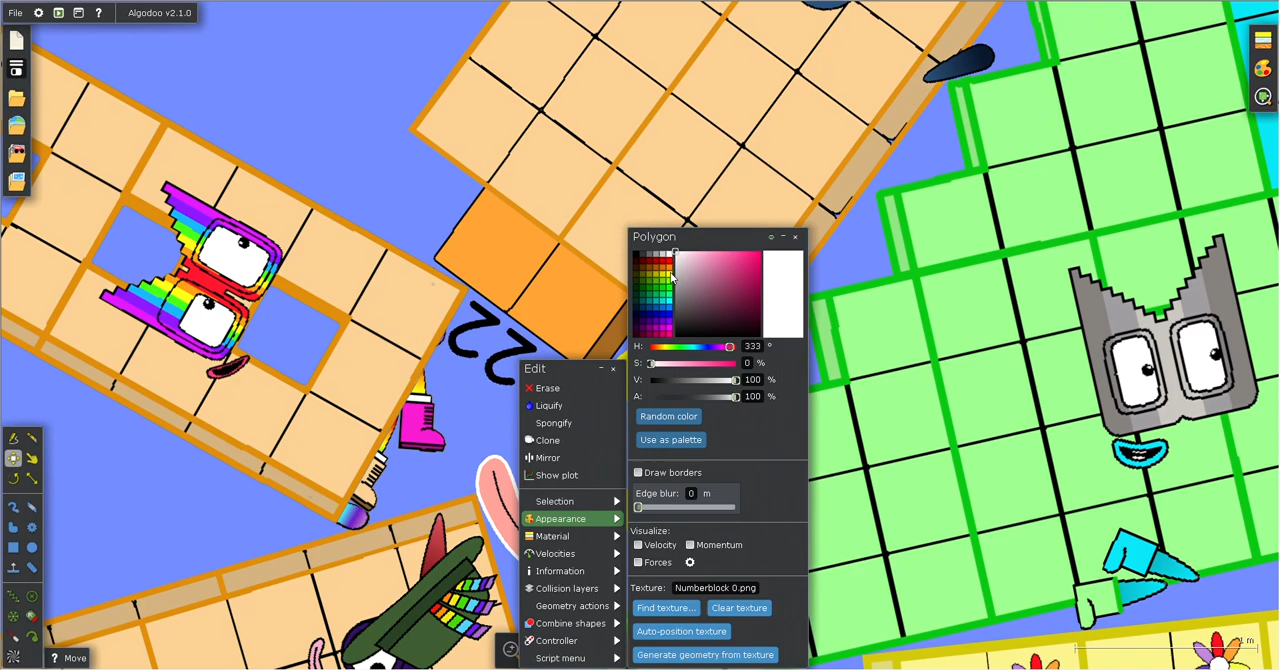 File ? Algodoo v2.1.0
22
Polygon
H: 333 °
S: 0 %
V: 100 %
A: 100 %
Random color
Use as palette
Draw borders
Edge blur: 0 m
Visualize:
Velocity Momentum
Forces
Texture: Numberblock 0.png
Find texture... Clear texture
Auto-position texture
Generate geometry from texture
Edit
Erase
Liquify
Spongify
Clone
Mirror
Show plot
Selection
Appearance
Material
Velocities
Information
Collision layers
Geometry actions
Combine shapes
Controller
Script menu
? Move
1 m